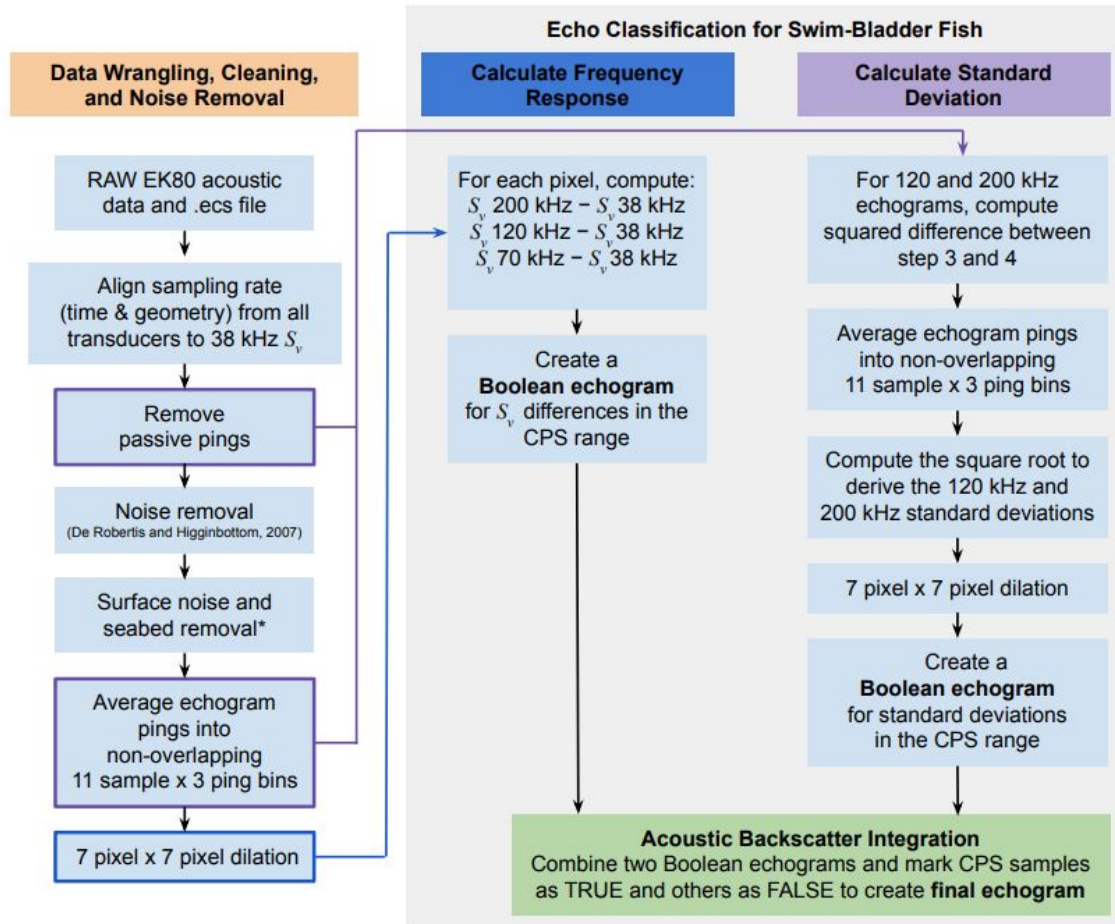 Echo Classification for Swim-Bladder Fish
Data Wrangling, Cleaning,
and Noise Removal
RAW EK80 acoustic
data and .ecs file
Align sampling rate
(time & geometry) from all
transducers to 38 kHz Sv
Remove
passive pings
Noise removal
(De Robertis and Higginbottom, 2007)
Surface noise and
seabed removal*
Average echogram
pings into
non-overlapping
11 sample x 3 ping bins
7 pixel x 7 pixel dilation
Calculate Frequency
Response
For each pixel, compute:
Sv 200 kHz − Sv 38 kHz
Sv 120 kHz − Sv 38 kHz
Sv 70 kHz − Sv 38 kHz
Create a
Boolean echogram
for Sv differences in the
CPS range
Calculate Standard
Deviation
For 120 and 200 kHz
echograms, compute
squared difference between
step 3 and 4
Average echogram pings
into non-overlapping
11 sample x 3 ping bins
Compute the square root to
derive the 120 kHz and
200 kHz standard deviations
7 pixel x 7 pixel dilation
Create a
Boolean echogram
for standard deviations
in the CPS range
Acoustic Backscatter Integration
Combine two Boolean echograms and mark CPS samples
as TRUE and others as FALSE to create final echogram